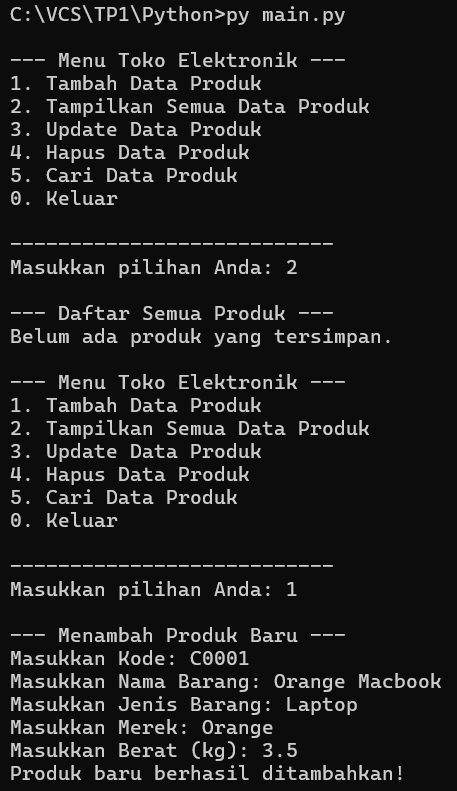 C:\VCS\TP1\Python>py main.py
--- Menu Toko Elektronik ---
1. Tambah Data Produk
2. Tampilkan Semua Data Produk
3. Update Data Produk
4. Hapus Data Produk
5. Cari Data Produk
0. Keluar
---------------------------
Masukkan pilihan Anda: 2
--- Daftar Semua Produk ---
Belum ada produk yang tersimpan.
--- Menu Toko Elektronik ---
1. Tambah Data Produk
2. Tampilkan Semua Data Produk
3. Update Data Produk
4. Hapus Data Produk
5. Cari Data Produk
0. Keluar
---------------------------
Masukkan pilihan Anda: 1
--- Menambah Produk Baru ---
Masukkan Kode: C0001
Masukkan Nama Barang: Orange Macbook
Masukkan Jenis Barang: Laptop
Masukkan Merek: Orange
Masukkan Berat (kg): 3.5
Produk baru berhasil ditambahkan!